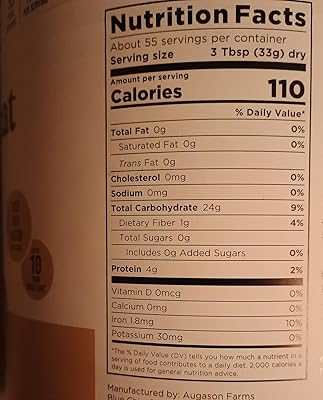 PER SERVING
at
10
Nutrition Facts
About 55 servings per container
Serving size 3 Tbsp (33g) dry
Amount per serving
Calories 110
% Daily Value*
Total Fat 0g 0%
Saturated Fat 0g 0%
Trans Fat 0g
Cholesterol 0mg 0%
Sodium 0mg 0%
Total Carbohydrate 24g 9%
Dietary Fiber 1g 4%
Total Sugars 0g
Includes 0g Added Sugars 0%
Protein 4g 2%
Vitamin D 0mcg 0%
Calcium 0mg 0%
Iron 1.8mg 10%
Potassium 30mg 0%
*The % Daily Value (DV) tells you how much a nutrient in a
serving of food contributes to a daily diet. 2,000 calories a
day is used for general nutrition advice.
Manufactured by: Augason Farms
Blue